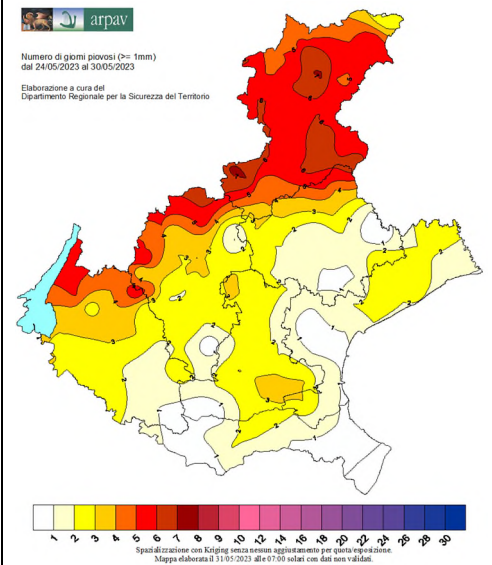 arpav
Numero di giorni piovosi (>= 1mm)
dal 24/05/2023 al 30/05/2023
Elaborazione a cura del
Dipartimento Regionale per la Sicurezza del Territorio
1 2 3 4 5 6 7 8 9 10 12 14 16 18 20 22 24 26 28 30
Spazializzazione con Kriging senza nessun aggiustamento per quota/esposizione.
Mappa elaborata il 31/05/2023 alle 07:00 solari con dati non validati.